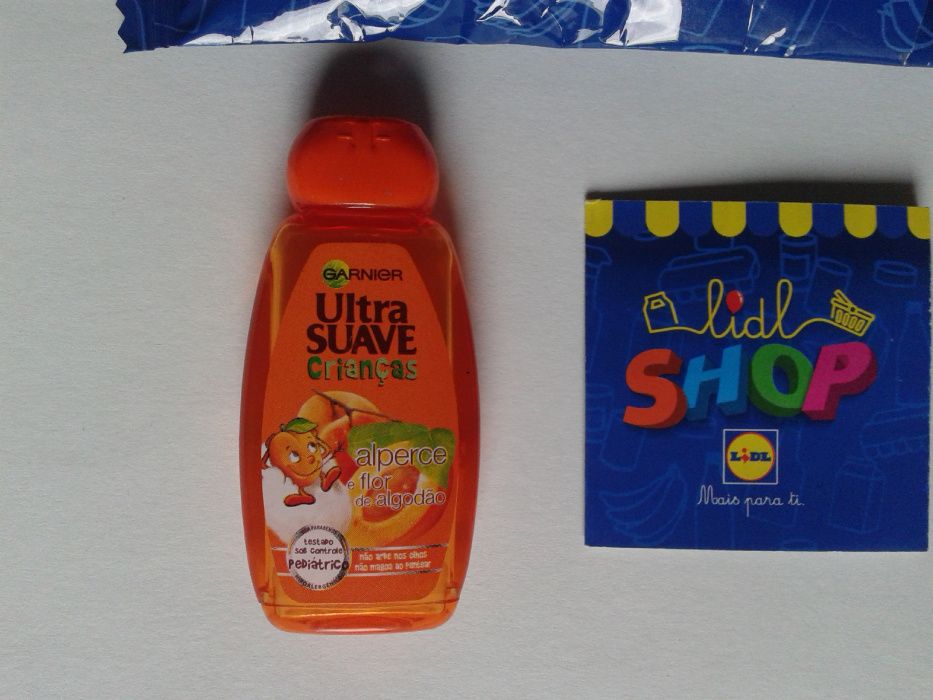 GARNIER
Ultra
SUAVE
Crianças
alperce
e flor
de algodão
testado
sob controle
pediátrico
HIPOALERGÉNICO
não arde nos olhos
não magoa ao pentear
lidl
SHOP
LIDL
Mais para ti.